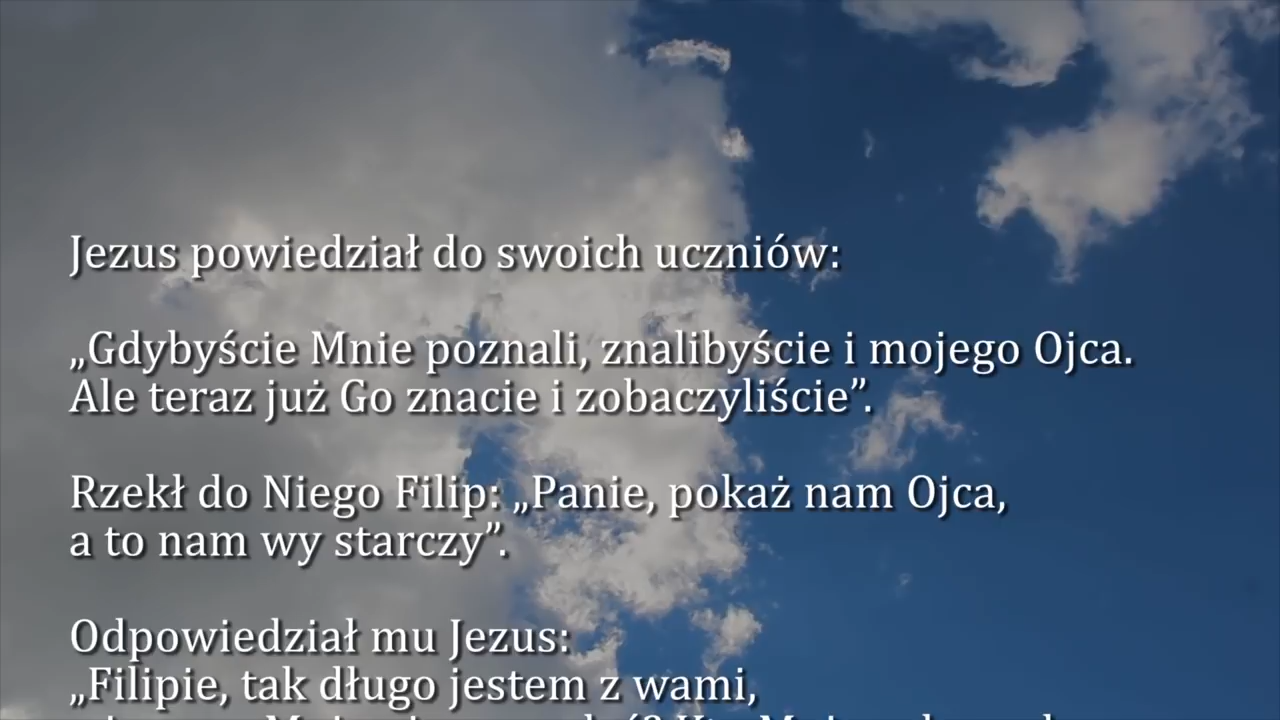 Jezus powiedział do swoich uczniów:
„Gdybyście Mnie poznali, znalibyście i mojego Ojca.
Ale teraz już Go znacie i zobaczyliście”.
Rzekł do Niego Filip: „Panie, pokaż nam Ojca,
a to nam wy starczy”.
Odpowiedział mu Jezus:
„Filipie, tak długo jestem z wami,